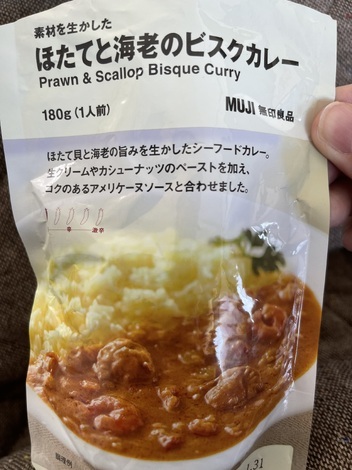 素材を生かした
ほたてと海老のビスクカレー
Prawn & Scallop Bisque Curry
180g(1人前)
MUJI 無印良品
ほたて貝と海老の旨みを生かしたシーフードカレー。
生クリームやカシューナッツのペーストを加え、
コクのあるアメリケーヌソースと合わせました。
辛 激辛
調理例
.31